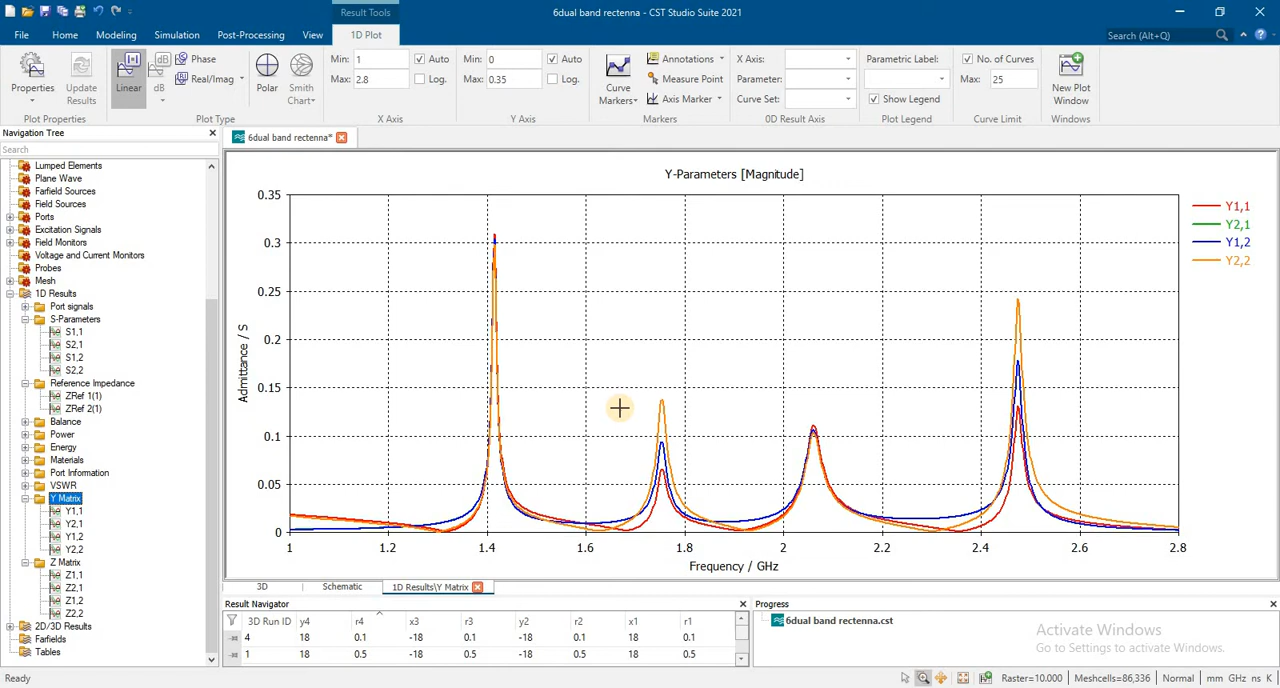 Result Tools
6dual band rectenna - CST Studio Suite 2021
File Home Modeling Simulation Post-Processing View 1D Plot Search (Alt+Q)
Properties
Update Results
Plot Properties
Linear
dB
Phase
Real/Imag
Polar
Smith Chart
Plot Type
Min: 1 Auto
Max: 2.8 Log.
X Axis
Min: 0 Auto
Max: 0.35 Log.
Y Axis
Curve Markers
Annotations
Measure Point
Axis Marker
Markers
X Axis:
Parameter:
Curve Set:
0D Result Axis
Parametric Label:
Show Legend
Plot Legend
No. of Curves
Max: 25
Curve Limit
New Plot Window
Windows
Navigation Tree
Search
Lumped Elements
Plane Wave
Farfield Sources
Field Sources
Ports
Excitation Signals
Field Monitors
Voltage and Current Monitors
Probes
Mesh
1D Results
Port signals
S-Parameters
S1,1
S2,1
S1,2
S2,2
Reference Impedance
ZRef 1(1)
ZRef 2(1)
Balance
Power
Energy
Materials
Port Information
VSWR
Y Matrix
Y1,1
Y2,1
Y1,2
Y2,2
Z Matrix
Z1,1
Z2,1
Z1,2
Z2,2
2D/3D Results
Farfields
Tables
6dual band rectenna*
Y-Parameters [Magnitude]
0.35
0.3
0.25
0.2
0.15
0.1
0.05
0
Admittance / S
1 1.2 1.4 1.6 1.8 2 2.2 2.4 2.6 2.8
Frequency / GHz
Y1,1
Y2,1
Y1,2
Y2,2
3D Schematic 1D Results\Y Matrix
Result Navigator
3D Run ID y4 r4 x3 r3 y2 r2 x1 r1
4 18 0.1 -18 0.1 -18 0.1 18 0.1
1 18 0.5 -18 0.5 -18 0.5 18 0.5
Progress
6dual band rectenna.cst
Activate Windows
Go to Settings to activate Windows.
Ready
Raster=10.000 Meshcells=86,336 Normal mm GHz ns K